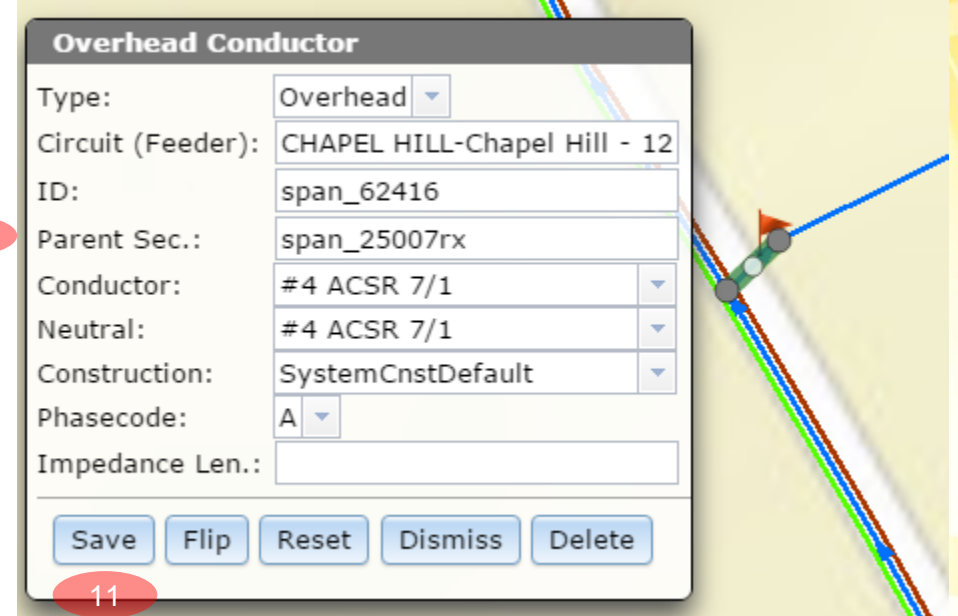 Overhead Conductor
Type: Overhead
Circuit (Feeder): CHAPEL HILL-Chapel Hill - 12
ID: span_62416
Parent Sec.: span_25007rx
Conductor: #4 ACSR 7/1
Neutral: #4 ACSR 7/1
Construction: SystemCnstDefault
Phasecode: A
Impedance Len.:
Save Flip Reset Dismiss Delete
11